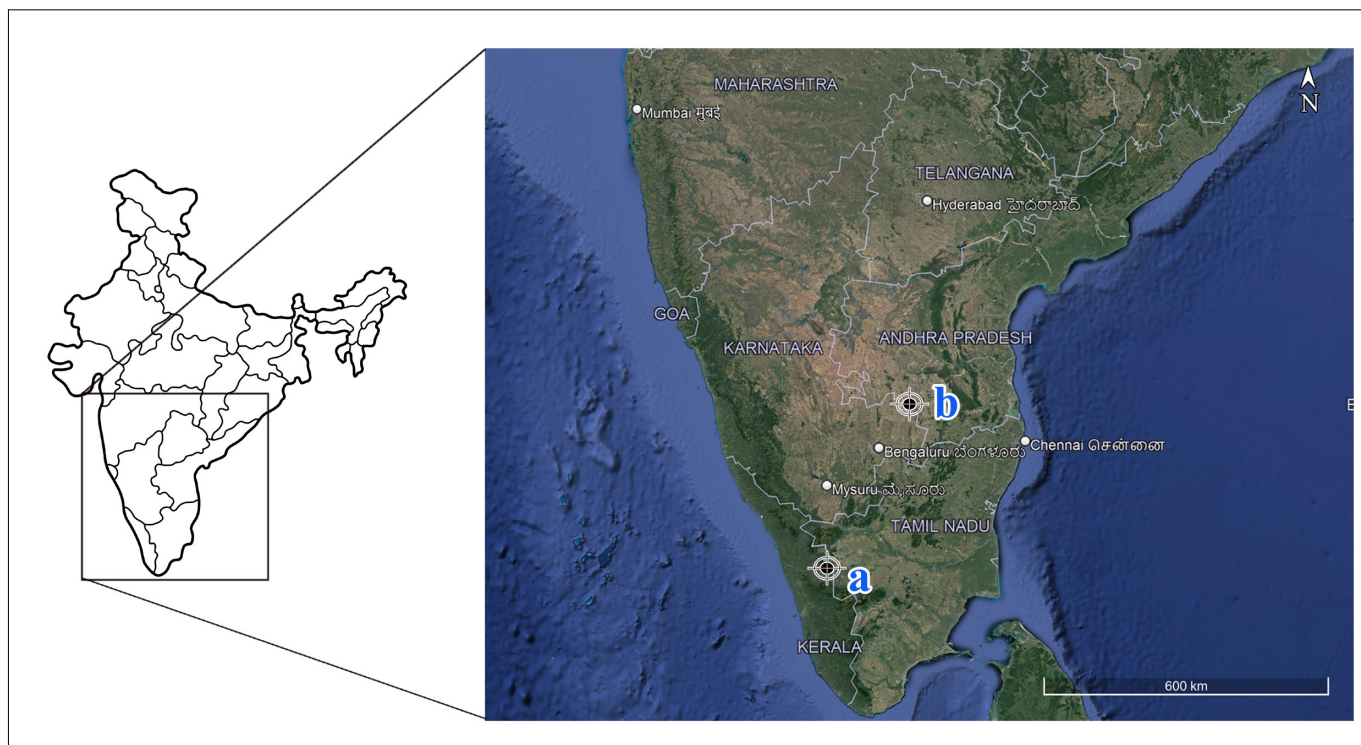 N
MAHARASHTRA
Mumbai मुंबई
TELANGANA
Hyderabad హైదరాబాద్
GOA
KARNATAKA
ANDHRA PRADESH
b
Bengaluru ಬೆಂಗಳೂರು
Chennai சென்னை
Mysuru ಮೈಸೂರು
TAMIL NADU
a
KERALA
600 km